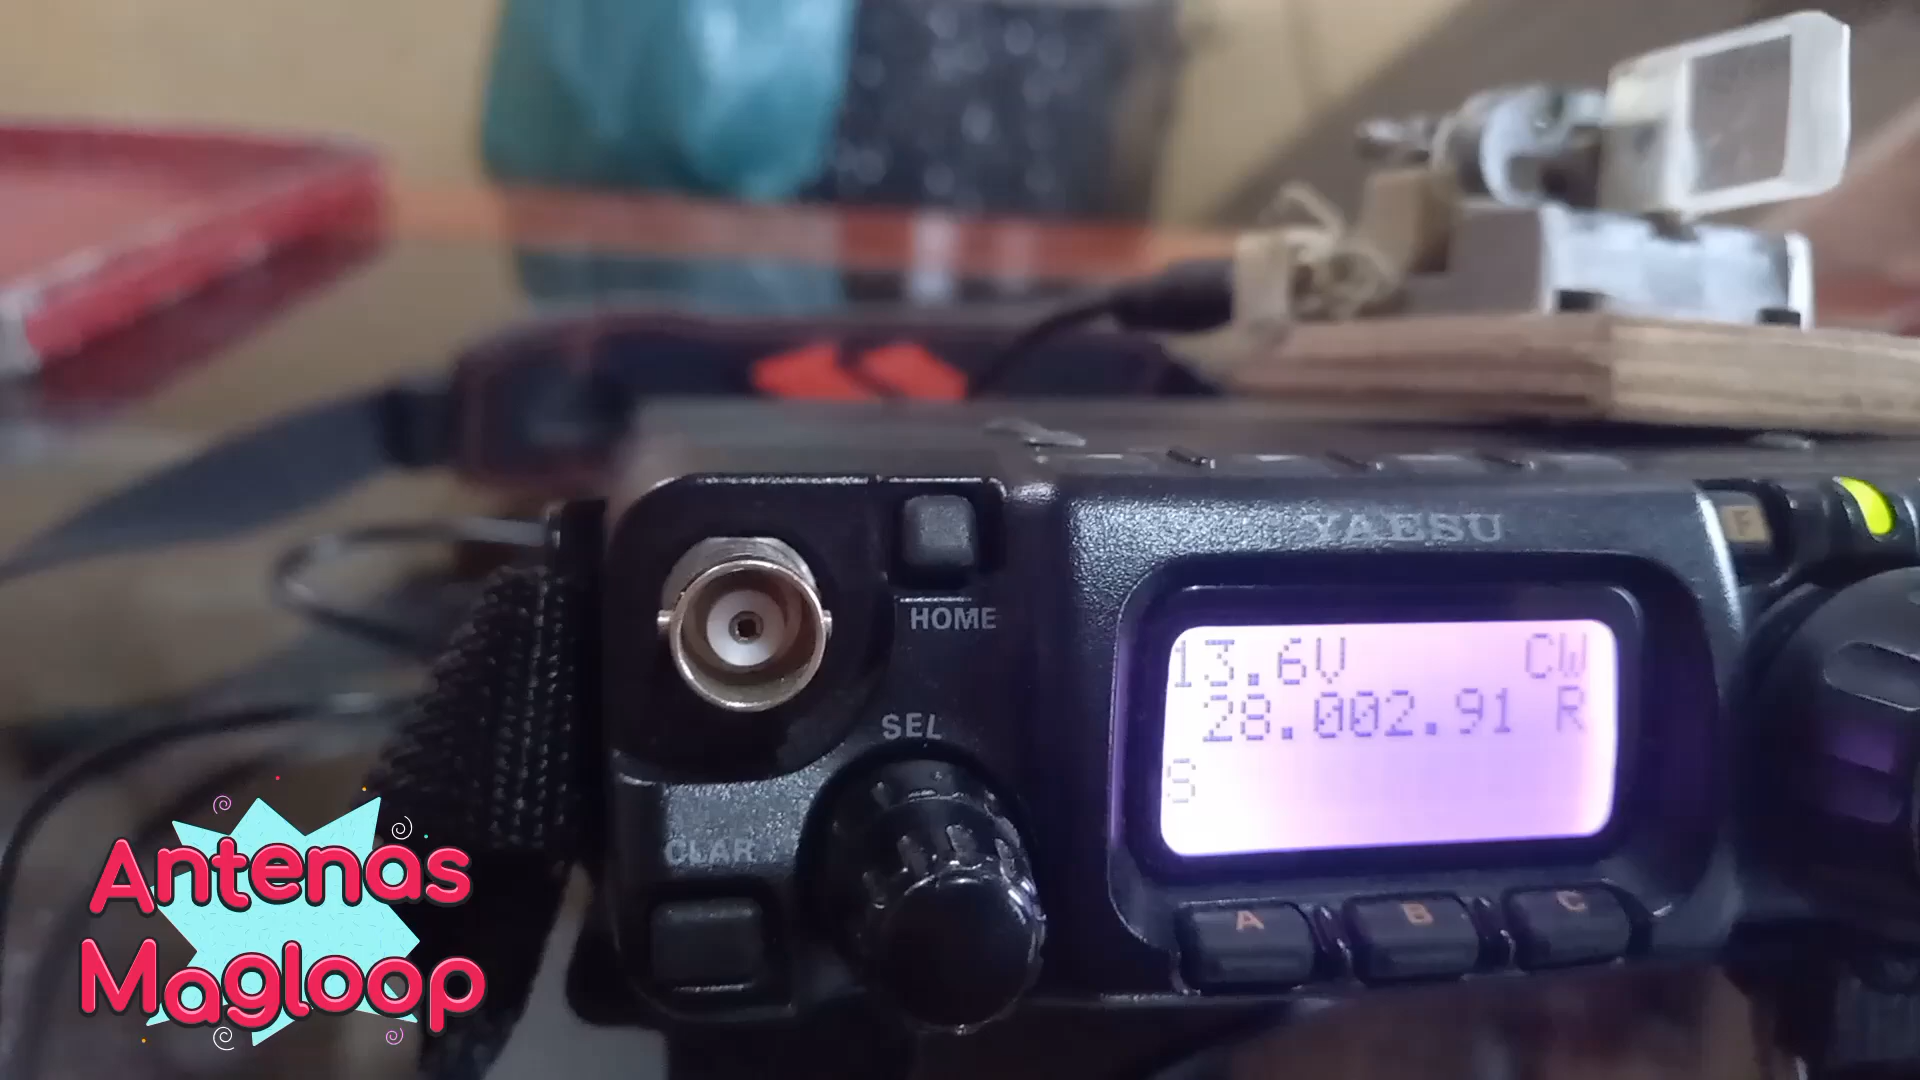 YAESU
F
HOME
13.6V CW
28.002.91 R
S
SEL
CLAR
A B C
Antenas
Magloop